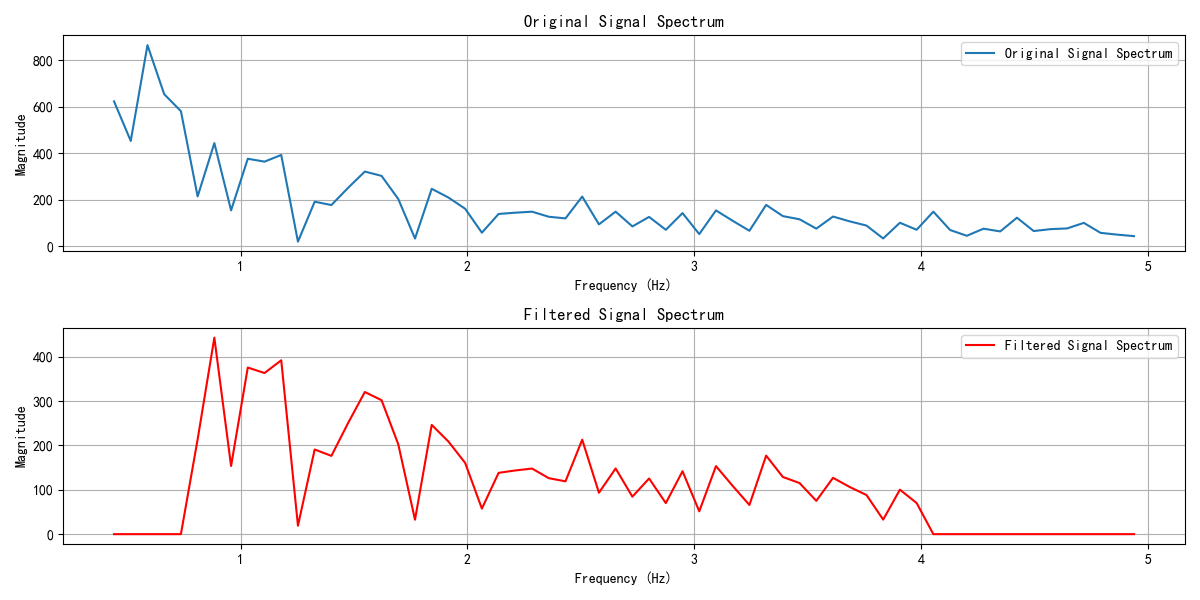 Original Signal Spectrum
Original Signal Spectrum
Magnitude
800
600
400
200
0
1
2
3
4
5
Frequency (Hz)
Filtered Signal Spectrum
Filtered Signal Spectrum
Magnitude
400
300
200
100
0
1
2
3
4
5
Frequency (Hz)